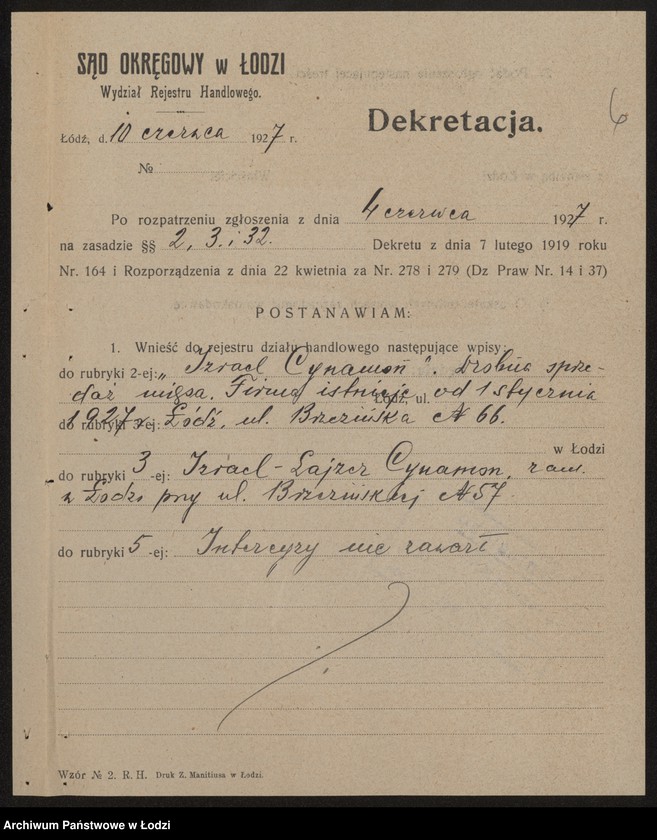 SĄD OKRĘGOWY w ŁODZI
Wydział Rejestru Handlowego.
Łódź, d. 10 czerwca 1927 r.
№
Dekretacja.
6
Po rozpatrzeniu zgłoszenia z dnia 4 czerwca 1927 r.
na zasadzie §§ 2, 3. i 32. Dekretu z dnia 7 lutego 1919 roku
Nr. 164 i Rozporządzenia z dnia 22 kwietnia za Nr. 278 i 279 (Dz Praw Nr. 14 i 37)
POSTANAWIAM:
1. Wnieść do rejestru działu handlowego następujące wpisy:
do rubryki 2-ej: „Izrael Cynamon". Drobna sprze-
daż mięsa. Firma istnieje od 1 stycznia
Łódź, ul.
1927 r. Łódź, ul. Brzezińska № 66.
do rubryki -ej:
w Łodzi
do rubryki 3 -ej: Izrael-Lajzer Cynamon, zam.
w Łodzi przy ul. Brzezińskiej № 57.
do rubryki 5 -ej: Intercyzy nie zawarł
Wzór № 2. R. H. Druk Z. Manitiusa w Łodzi.
Archiwum Państwowe w Łodzi